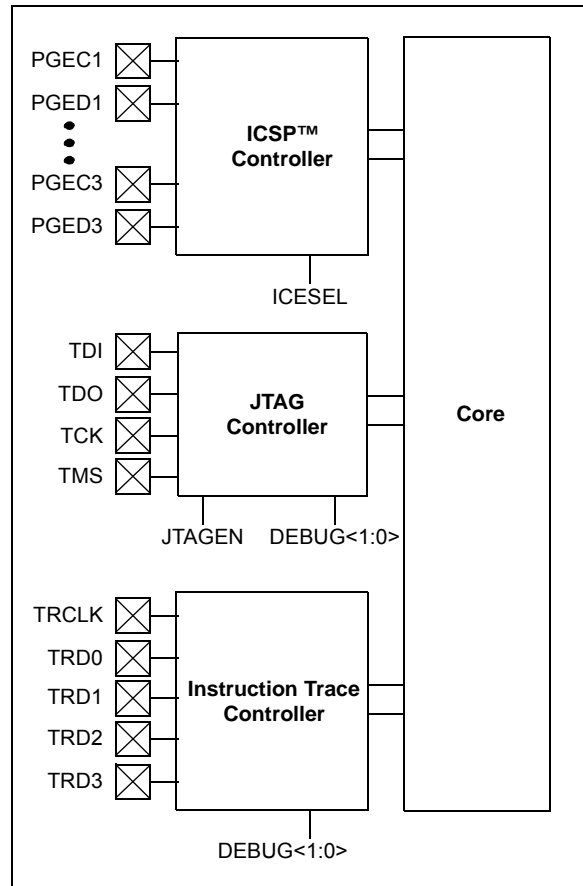 PGEC1
PGED1
PGEC3
PGED3
ICSP™
Controller
ICESEL
TDI
TDO
TCK
TMS
JTAG
Controller
JTAGEN
DEBUG<1:0>
Core
TRCLK
TRD0
TRD1
TRD2
TRD3
Instruction Trace
Controller
DEBUG<1:0>